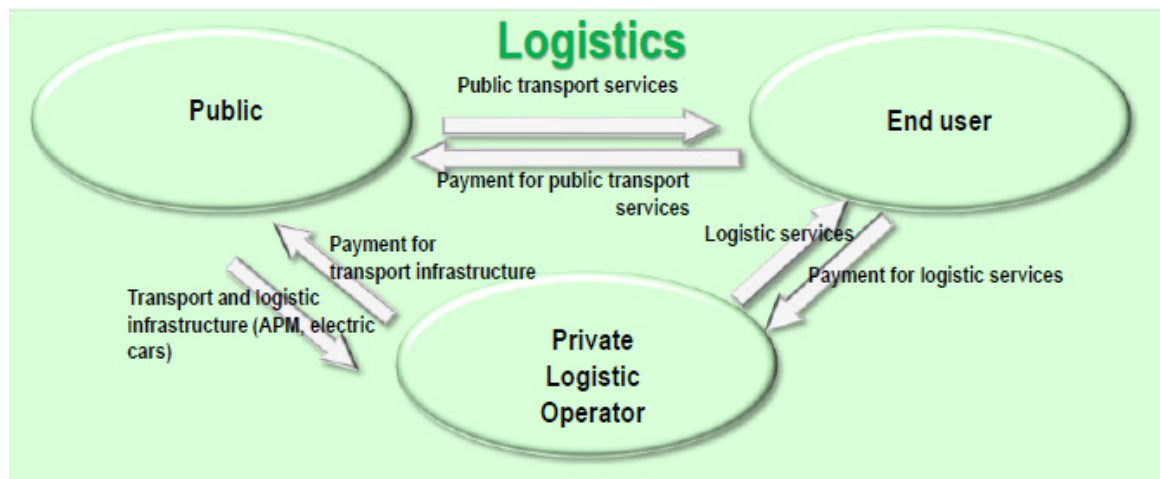 Logistics
Public transport services
Public
End user
Payment for public transport
services
Logistic services
Payment for
transport infrastructure
Payment for logistic services
Transport and logistic
infrastructure (APM, electric
cars)
Private
Logistic
Operator